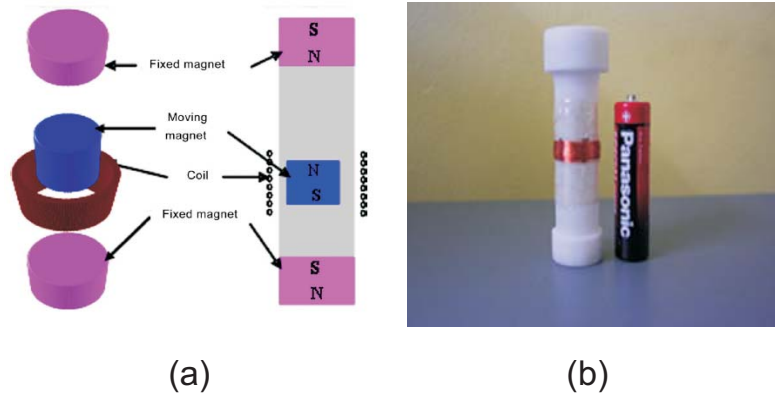 S
Fixed magnet
N
Moving
magnet
N
Coil
S
Fixed magnet
S
N
Panasonic
(a)
(b)